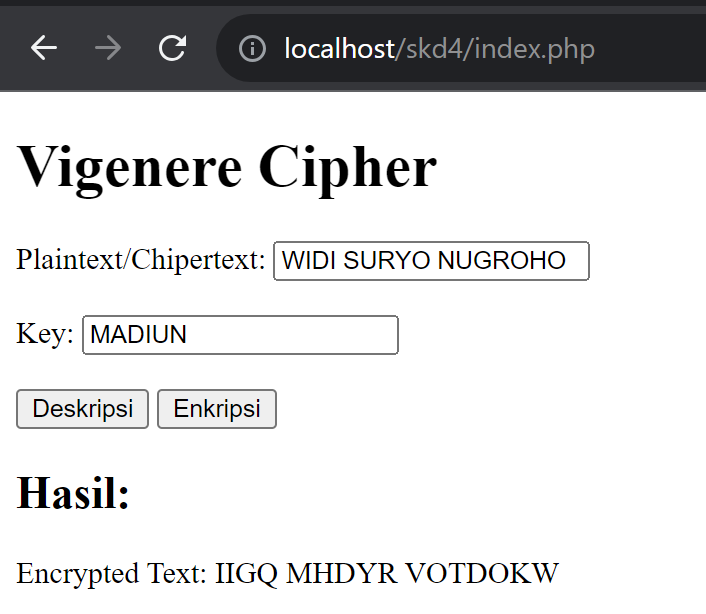 localhost/skd4/index.php
Vigenere Cipher
Plaintext/Chipertext: WIDI SURYO NUGROHO
Key: MADIUN
Deskripsi Enkripsi
Hasil:
Encrypted Text: IIGQ MHDYR VOTDOKW